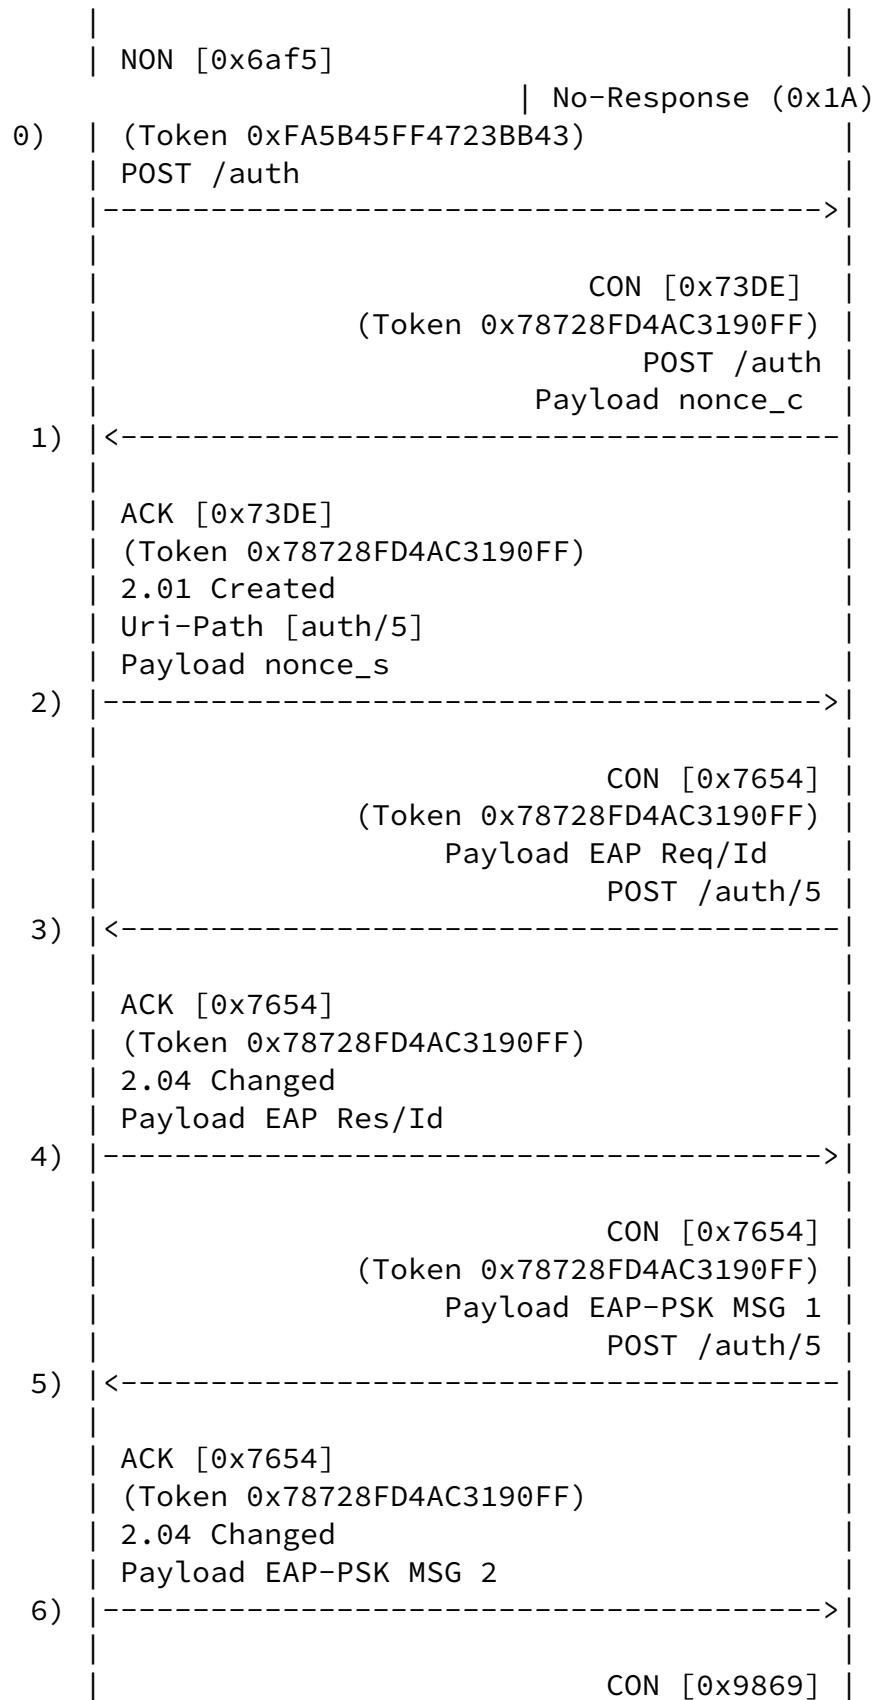 |                                         |
| NON [0x6af5]                            |
                        | No-Response (0x1A)
0)  | (Token 0xFA5B45FF4723BB43)              |
| POST /auth                              |
|---------------------------------------->|
|                                         |
|                           CON [0x73DE]  |
|              (Token 0x78728FD4AC3190FF) |
|                              POST /auth |
|                        Payload nonce_c  |
1)  |<----------------------------------------|
|                                         |
| ACK [0x73DE]                            |
| (Token 0x78728FD4AC3190FF)              |
| 2.01 Created                            |
| Uri-Path [auth/5]                       |
| Payload nonce_s                         |
2)  |---------------------------------------->|
|                                         |
|                            CON [0x7654] |
|              (Token 0x78728FD4AC3190FF) |
|                   Payload EAP Req/Id    |
|                            POST /auth/5 |
3)  |<----------------------------------------|
|                                         |
| ACK [0x7654]                            |
| (Token 0x78728FD4AC3190FF)              |
| 2.04 Changed                            |
| Payload EAP Res/Id                      |
4)  |---------------------------------------->|
|                                         |
|                            CON [0x7654] |
|              (Token 0x78728FD4AC3190FF) |
|                   Payload EAP-PSK MSG 1 |
|                            POST /auth/5 |
5)  |<----------------------------------------|
|                                         |
| ACK [0x7654]                            |
| (Token 0x78728FD4AC3190FF)              |
| 2.04 Changed                            |
| Payload EAP-PSK MSG 2                   |
6)  |---------------------------------------->|
|                                         |
|                            CON [0x9869] |